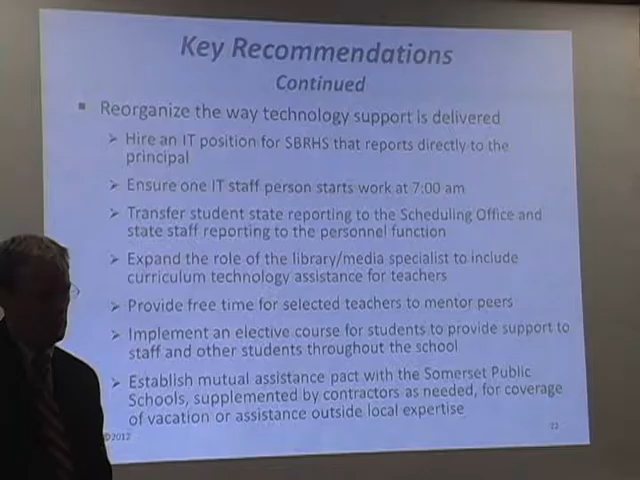 Key Recommendations
Continued
▪ Reorganize the way technology support is delivered
➢ Hire an IT position for SBRHS that reports directly to the
principal
➢ Ensure one IT staff person starts work at 7:00 am
➢ Transfer student state reporting to the Scheduling Office and
state staff reporting to the personnel function
➢ Expand the role of the library/media specialist to include
curriculum technology assistance for teachers
➢ Provide free time for selected teachers to mentor peers
➢ Implement an elective course for students to provide support to
staff and other students throughout the school
➢ Establish mutual assistance pact with the Somerset Public
Schools, supplemented by contractors as needed, for coverage
of vacation or assistance outside local expertise
©2012